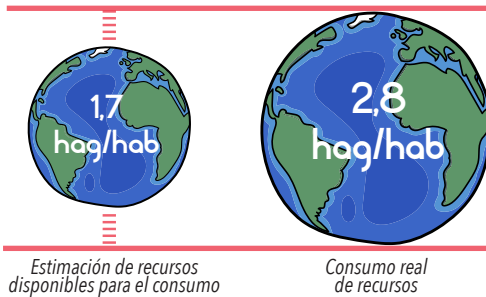 1,7
hag/hab
2,8
hag/hab
Estimación de recursos
disponibles para el consumo
Consumo real
de recursos